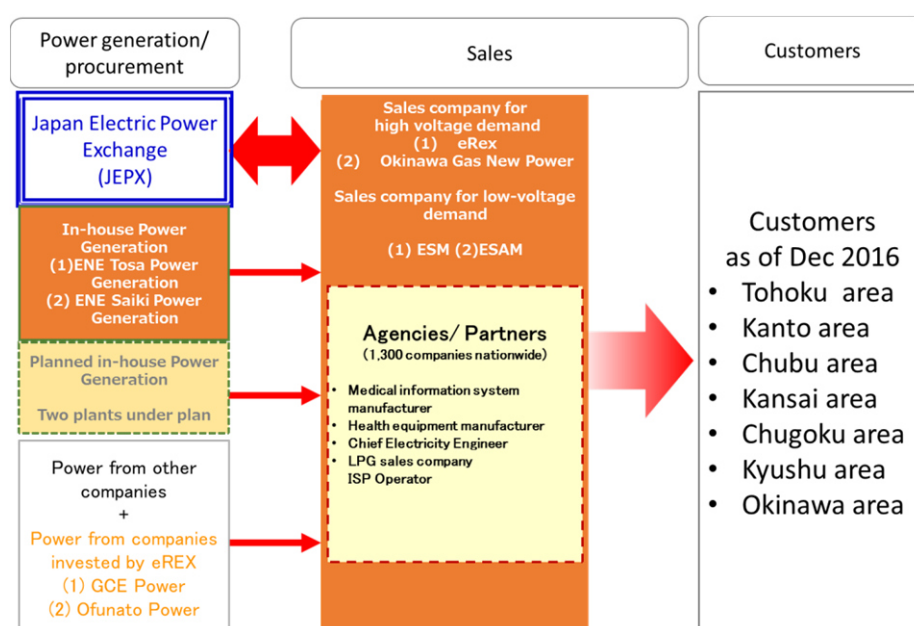 Power generation/
procurement
Sales
Customers
Japan Electric Power
Exchange
(JEPX)
In-house Power
Generation
(1)ENE Tosa Power
Generation
(2) ENE Saiki Power
Generation
Planned in-house Power
Generation
Two plants under plan
Power from other
companies
+
Power from companies
invested by eREX
(1) GCE Power
(2) Ofunato Power
Sales company for
high voltage demand
(1) eRex
(2) Okinawa Gas New Power
Sales company for low-voltage
demand
(1) ESM (2)ESAM
Agencies/ Partners
(1,300 companies nationwide)
• Medical information system
manufacturer
• Health equipment manufacturer
• Chief Electricity Engineer
• LPG sales company
ISP Operator
Customers
as of Dec 2016
• Tohoku area
• Kanto area
• Chubu area
• Kansai area
• Chugoku area
• Kyushu area
• Okinawa area